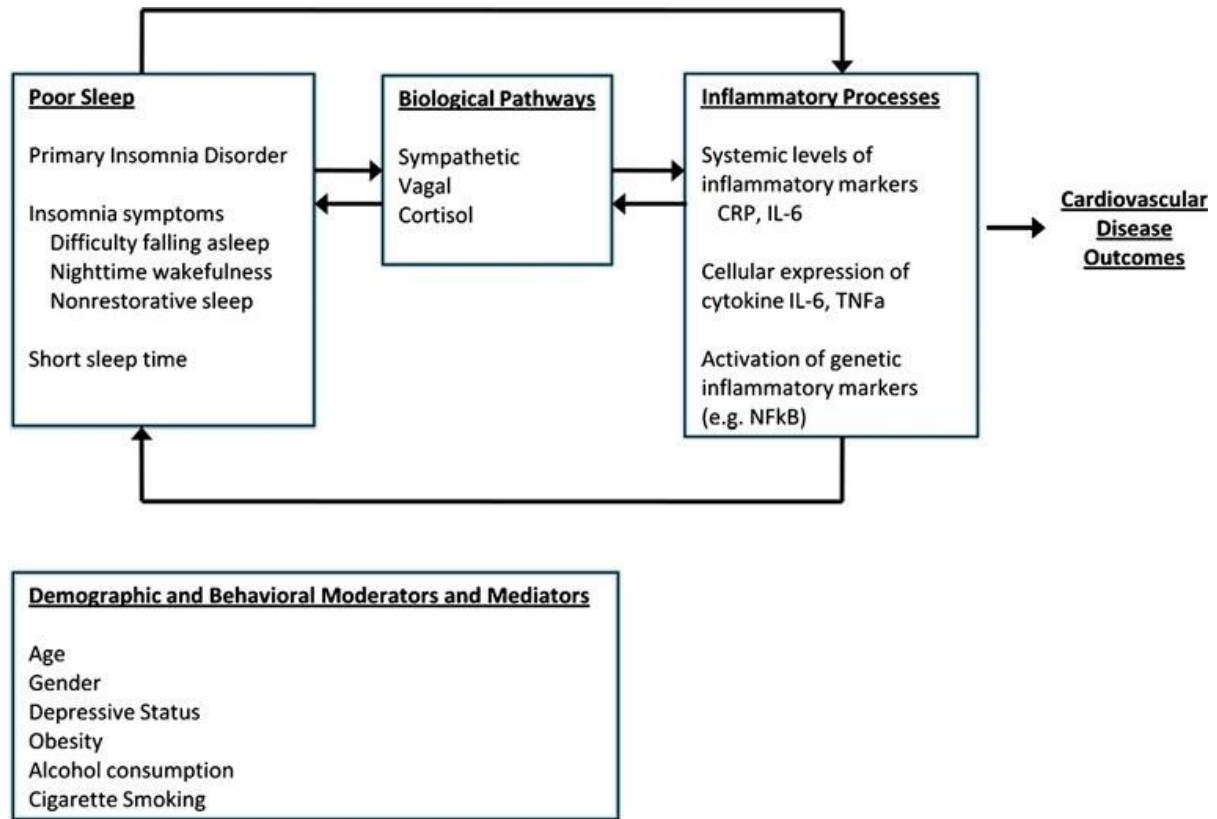 Poor Sleep
Primary Insomnia Disorder
Insomnia symptoms
Difficulty falling asleep
Nighttime wakefulness
Nonrestorative sleep
Short sleep time
Biological Pathways
Sympathetic
Vagal
Cortisol
Inflammatory Processes
Systemic levels of
inflammatory markers
CRP, IL-6
Cellular expression of
cytokine IL-6, TNFa
Activation of genetic
inflammatory markers
(e.g. NFkB)
Cardiovascular
Disease
Outcomes
Demographic and Behavioral Moderators and Mediators
Age
Gender
Depressive Status
Obesity
Alcohol consumption
Cigarette Smoking